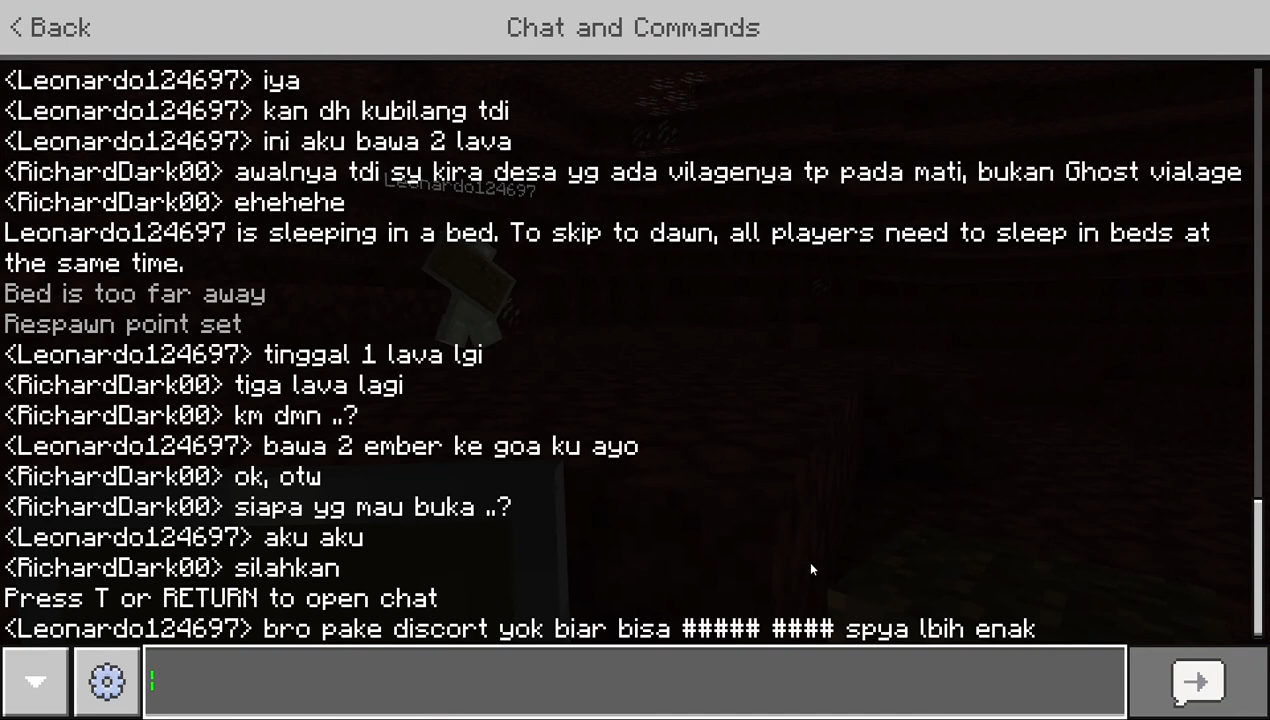 < Back
Chat and Commands
<Leonardo124697> iya
<Leonardo124697> kan dh kubilang tdi
<Leonardo124697> ini aku bawa 2 lava
<RichardDark00> awalnya tdi sy kira desa yg ada vilagenya tp pada mati, bukan Ghost vialage
Leonardo124697
<RichardDark00> ehehehe
Leonardo124697 is sleeping in a bed. To skip to dawn, all players need to sleep in beds at
the same time.
Bed is too far away
Respawn point set
<Leonardo124697> tinggal 1 lava lgi
<RichardDark00> tiga lava lagi
<RichardDark00> km dmn ..?
<Leonardo124697> bawa 2 ember ke goa ku ayo
<RichardDark00> ok, otw
<RichardDark00> siapa yg mau buka ..?
<Leonardo124697> aku aku
<RichardDark00> silahkan
Press T or RETURN to open chat
<Leonardo124697> bro pake discort yok biar bisa ##### #### spya lbih enak